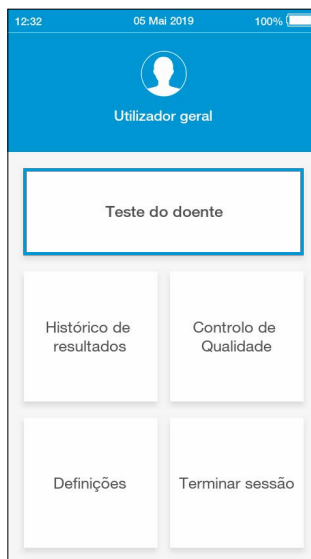 12:32 05 Mai 2019 100%
Utilizador geral
Teste do doente
Histórico de
resultados
Controlo de
Qualidade
Definições
Terminar sessão